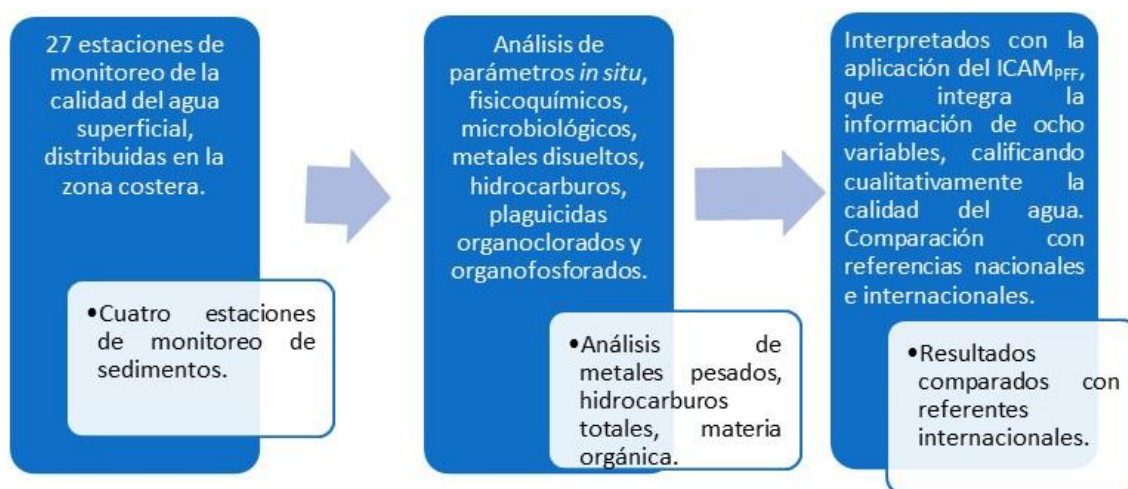 27 estaciones de
monitoreo de la
calidad del agua
superficial,
distribuidas en la
zona costera.
•Cuatro estaciones
de monitoreo de
sedimentos.
Análisis de
parámetros in situ,
fisicoquímicos,
microbiológicos,
metales disueltos,
hidrocarburos,
plaguicidas
organoclorados y
organofosforados.
•Análisis de
metales pesados,
hidrocarburos
totales, materia
orgánica.
Interpretados con la
aplicación del ICAMPFF,
que integra la
información de ocho
variables, calificando
cualitativamente la
calidad del agua.
Comparación con
referencias nacionales
e internacionales.
•Resultados
comparados con
referentes
internacionales.